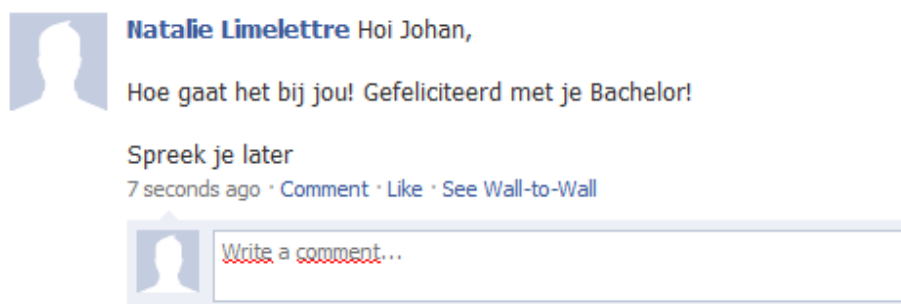 Natalie Limelettre Hoi Johan,
Hoe gaat het bij jou! Gefeliciteerd met je Bachelor!
Spreek je later
7 seconds ago · Comment · Like · See Wall-to-Wall
Write a comment...